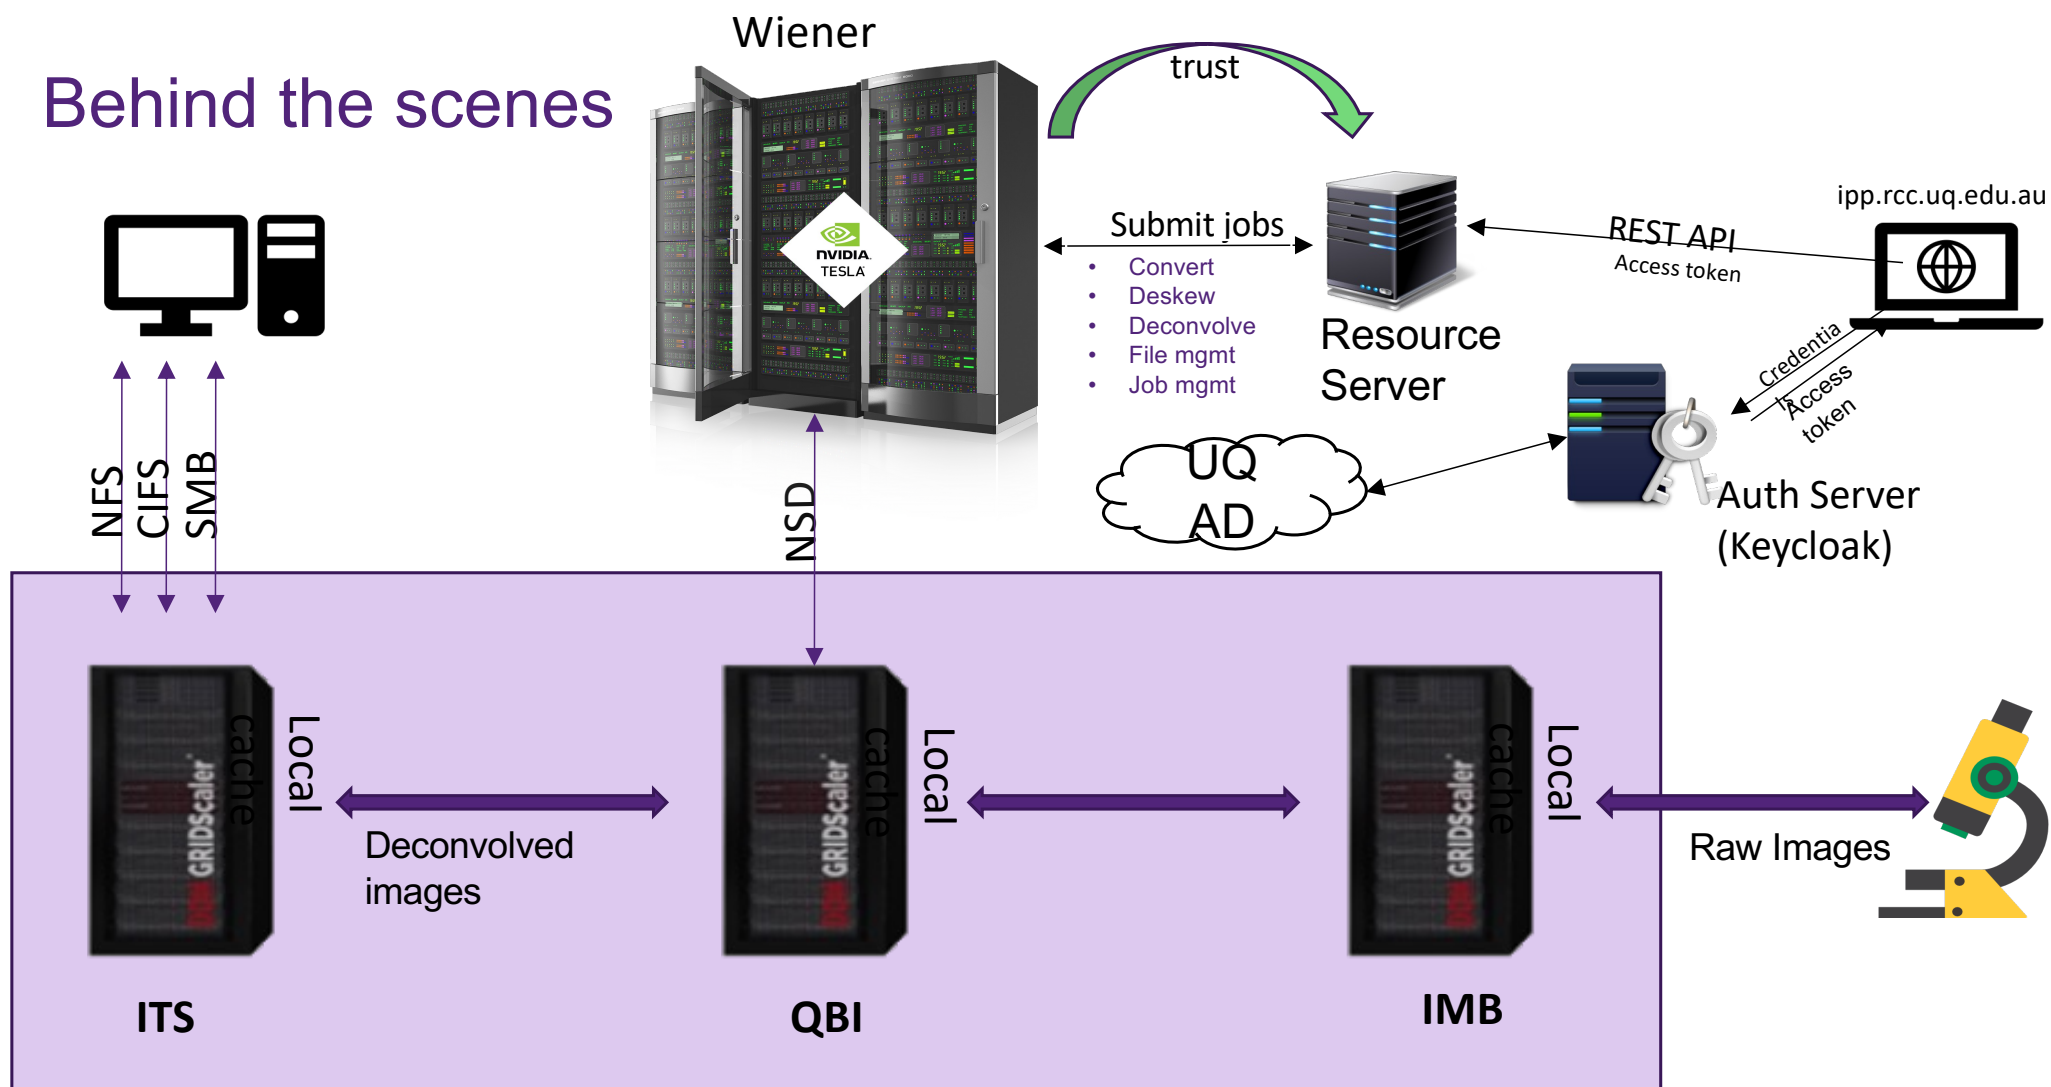 Behind the scenes
Wiener
trust
NVIDIA.
TESLA
Submit jobs
• Convert
• Deskew
• Deconvolve
• File mgmt
• Job mgmt
Resource
Server
REST API
Access token
ipp.rcc.uq.edu.au
Credentia
ls
Access
token
UQ
AD
Auth Server
(Keycloak)
NFS
CIFS
SMB
NSD
Local
cache
GRIDScaler
Local
cache
GRIDScaler
Local
cache
GRIDScaler
Deconvolved
images
Raw Images
ITS
QBI
IMB